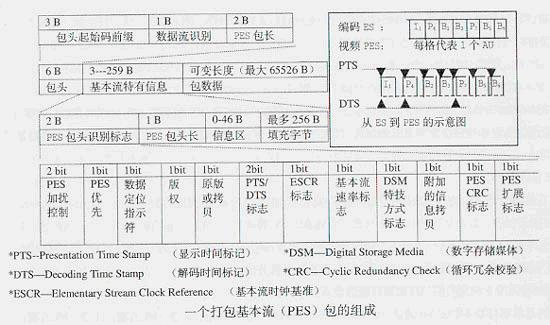 3 B 1 B 2 B
包头起始码前缀 数据流识别 PES 包长
6 B 3---259 B 可变长度（最大 65526 B）
包头 基本流特有信息 包数据
2 B 1 B 0-46 B 最多 256 B
PES 包头识别标志 PES 包头长 信息区 填充字节
编码 ES：
视频 PES： 每格代表 1 个 AU
PTS
DTS
从 ES 到 PES 的示意图
2 bit 1bit 1bit 1bit 1bit 2bit 1bit 1bit 1bit 1bit 1bit 1bit
PES 加扰控制
PES 优先
数据定位指示符
版权
原版或拷贝
PTS/DTS 标志
ESCR 标志
基本流速率标志
DSM 特技方式标志
附加的信息拷贝
PES CRC 标志
PES 扩展标志
*PTS--Presentation Time Stamp （显示时间标记） *DSM—Digital Storage Media （数字存储媒体）
*DTS—Decoding Time Stamp （解码时间标记） *CRC—Cyclic Redundancy Check（循环冗余校验）
*ESCR—Elementary Stream Clock Reference （基本流时钟基准）
一个打包基本流（PES）包的组成